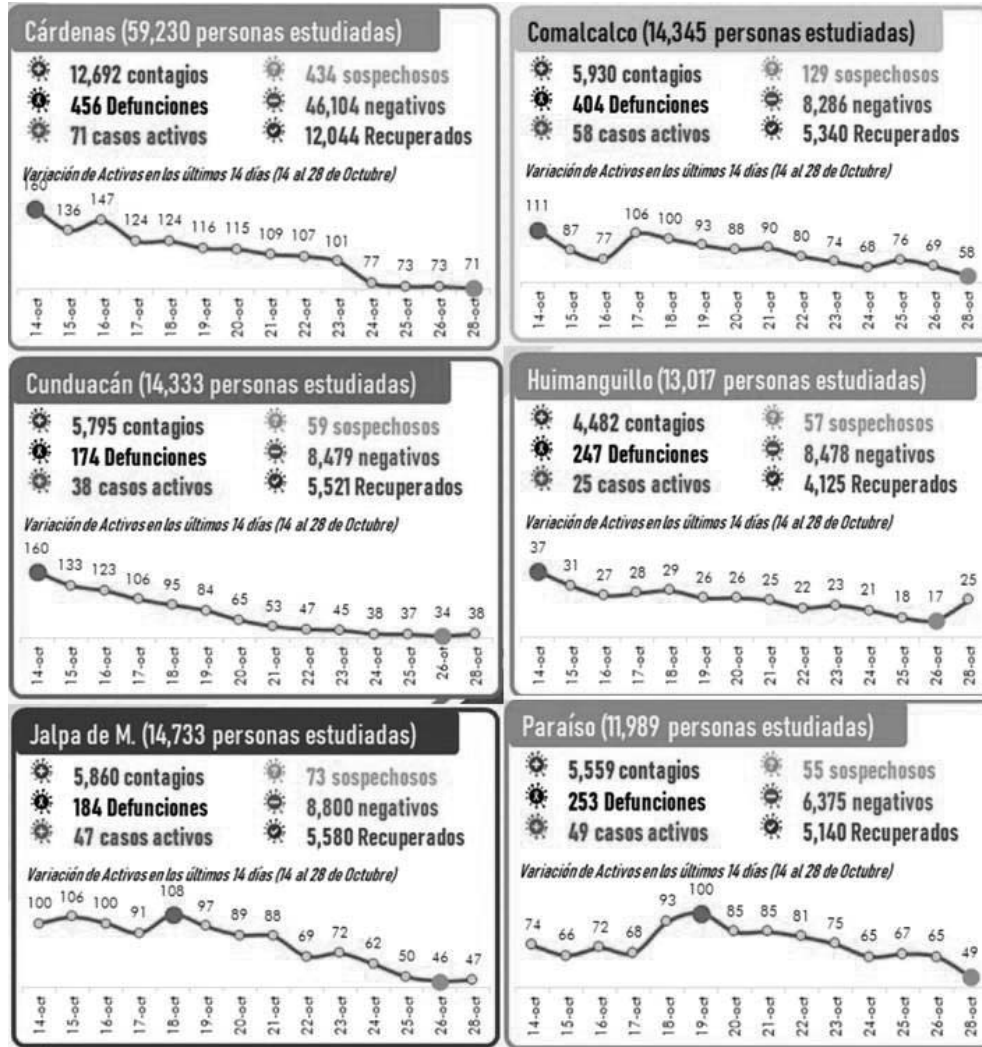 Cárdenas (59,230 personas estudiadas)
12,692 contagios
434 sospechosos
456 Defunciones
46,104 negativos
71 casos activos
12,044 Recuperados
Variación de Activos en los últimos 14 días (14 al 28 de Octubre)
160 136 147 124 124 116 115 109 107 101 77 73 73 71
14-oct 15-oct 16-oct 17-oct 18-oct 19-oct 20-oct 21-oct 22-oct 23-oct 24-oct 25-oct 26-oct 28-oct
Comalcalco (14,345 personas estudiadas)
5,930 contagios
129 sospechosos
404 Defunciones
8,286 negativos
58 casos activos
5,340 Recuperados
Variación de Activos en los últimos 14 días (14 al 28 de Octubre)
111 87 77 106 100 93 88 90 80 74 68 76 69 58
14-oct 15-oct 16-oct 17-oct 18-oct 19-oct 20-oct 21-oct 22-oct 23-oct 24-oct 25-oct 26-oct 28-oct
Cunduacán (14,333 personas estudiadas)
5,795 contagios
59 sospechosos
174 Defunciones
8,479 negativos
38 casos activos
5,521 Recuperados
Variación de Activos en los últimos 14 días (14 al 28 de Octubre)
160 133 123 106 95 84 65 53 47 45 38 37 34 38
14-oct 15-oct 16-oct 17-oct 18-oct 19-oct 20-oct 21-oct 22-oct 23-oct 24-oct 25-oct 26-oct 28-oct
Huimanguillo (13,017 personas estudiadas)
4,482 contagios
57 sospechosos
247 Defunciones
8,478 negativos
25 casos activos
4,125 Recuperados
Variación de Activos en los últimos 14 días (14 al 28 de Octubre)
37 31 27 28 29 26 26 25 22 23 21 18 17 25
14-oct 15-oct 16-oct 17-oct 18-oct 19-oct 20-oct 21-oct 22-oct 23-oct 24-oct 25-oct 26-oct 28-oct
Jalpa de M. (14,733 personas estudiadas)
5,860 contagios
73 sospechosos
184 Defunciones
8,800 negativos
47 casos activos
5,580 Recuperados
Variación de Activos en los últimos 14 días (14 al 28 de Octubre)
100 106 100 91 108 97 89 88 69 72 62 50 46 47
14-oct 15-oct 16-oct 17-oct 18-oct 19-oct 20-oct 21-oct 22-oct 23-oct 24-oct 25-oct 26-oct 28-oct
Paraíso (11,989 personas estudiadas)
5,559 contagios
55 sospechosos
253 Defunciones
6,375 negativos
49 casos activos
5,140 Recuperados
Variación de Activos en los últimos 14 días (14 al 28 de Octubre)
74 66 72 68 93 100 85 85 81 75 65 67 65 49
14-oct 15-oct 16-oct 17-oct 18-oct 19-oct 20-oct 21-oct 22-oct 23-oct 24-oct 25-oct 26-oct 28-oct